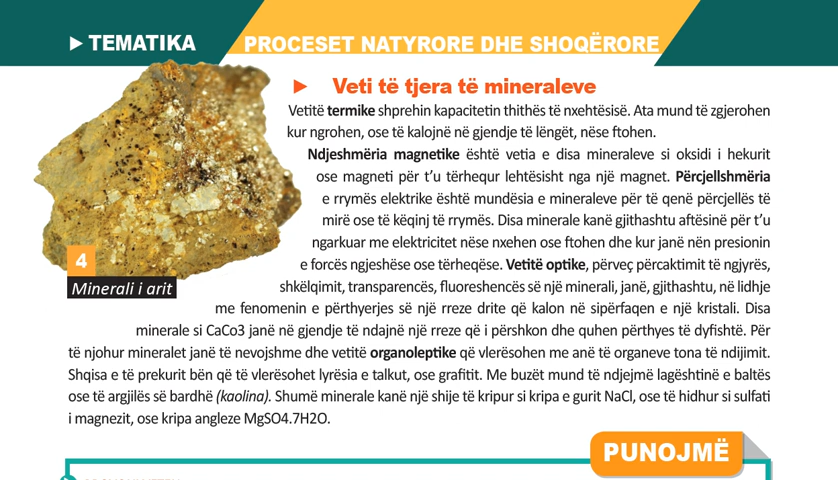 ▶ TEMATIKA
PROCESET NATYRORE DHE SHOQËRORE
▶ Veti të tjera të mineraleve
Vetitë termike shprehin kapacitetin thithës të nxehtësisë. Ata mund të zgjerohen
kur ngrohen, ose të kalojnë në gjendje të lëngët, nëse ftohen.
Ndjeshmëria magnetike është vetia e disa mineraleve si oksidi i hekurit
ose magneti për t'u tërhequr lehtësisht nga një magnet. Përcjellshmëria
e rrymës elektrike është mundësia e mineraleve për të qenë përcjellës të
mirë ose të këqinj të rrymës. Disa minerale kanë gjithashtu aftësinë për t'u
ngarkuar me elektricitet nëse nxehen ose ftohen dhe kur janë nën presionin
e forcës ngjeshëse ose tërheqëse. Vetitë optike, përveç përcaktimit të ngjyrës,
shkëlqimit, transparencës, fluoreshencës së një minerali, janë, gjithashtu, në lidhje
me fenomenin e përthyerjes së një rreze drite që kalon në sipërfaqen e një kristali. Disa
minerale si CaCo3 janë në gjendje të ndajnë një rreze që i përshkon dhe quhen përthyes të dyfishtë. Për
të njohur mineralet janë të nevojshme dhe vetitë organoleptike që vlerësohen me anë të organeve tona të ndijimit.
Shqisa e të prekurit bën që të vlerësohet lyrësia e talkut, ose grafitit. Me buzët mund të ndjejmë lagështinë e baltës
ose të argjilës së bardhë (kaolina). Shumë minerale kanë një shije të kripur si kripa e gurit NaCl, ose të hidhur si sulfati
i magnezit, ose kripa angleze MgSO4.7H2O.
4
Minerali i arit
PUNOJMË